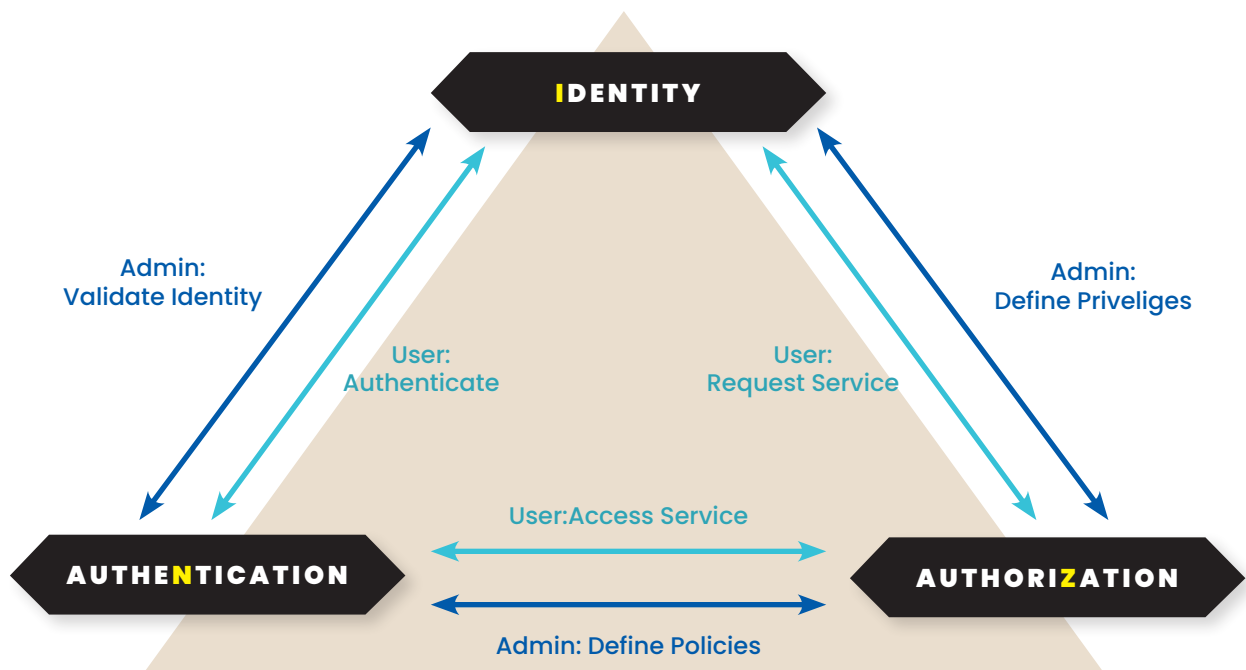 IDENTITY
Admin:
Validate Identity
Admin:
Define Priveliges
User:
Authenticate
User:
Request Service
User:Access Service
AUTHENTICATION
AUTHORIZATION
Admin: Define Policies